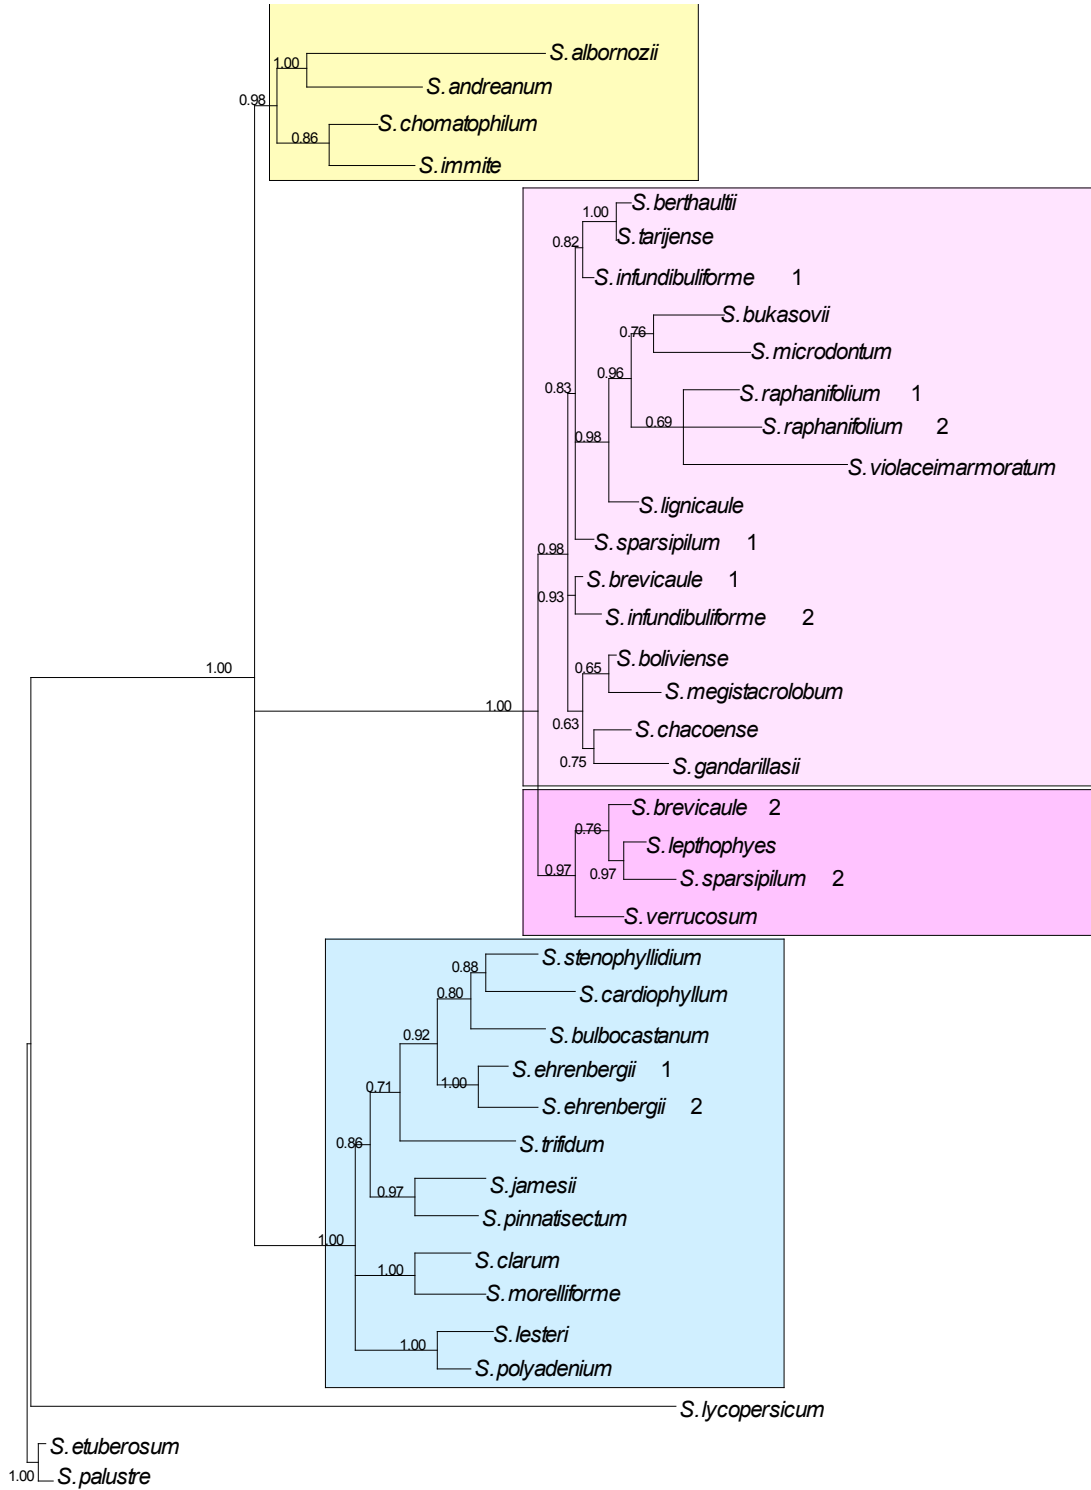 S. albornozii
1.00
S. andreanum
0.98
S. chomatophilum
0.86
S. immite
S. berthaultii
1.00
S. tarijense
0.82
S. infundibuliforme 1
S. bukasovii
0.76
S. microdontum
0.96
0.83
S. raphanifolium 1
0.69
S. raphanifolium 2
0.98
S. violaceimarmoratum
S. lignicaule
S. sparsipilum 1
0.98
S. brevicaule 1
0.93
S. infundibuliforme 2
S. boliviense
0.65
1.00
S. megistacrolobum
1.00
0.63
S. chacoense
0.75
S. gandarillasii
S. brevicaule 2
0.76
S. lepthophyes
0.97
0.97
S. sparsipilum 2
S. verrucosum
S. stenophyllidium
0.88
0.80
S. cardiophyllum
0.92
S. bulbocastanum
S. ehrenbergii 1
1.00
0.71
S. ehrenbergii 2
0.86
S. trifidum
S. jamesii
0.97
S. pinnatisectum
1.00
S. clarum
1.00
S. morelliforme
S. lesteri
1.00
S. polyadenium
S. lycopersicum
S. etuberosum
1.00
S. palustre